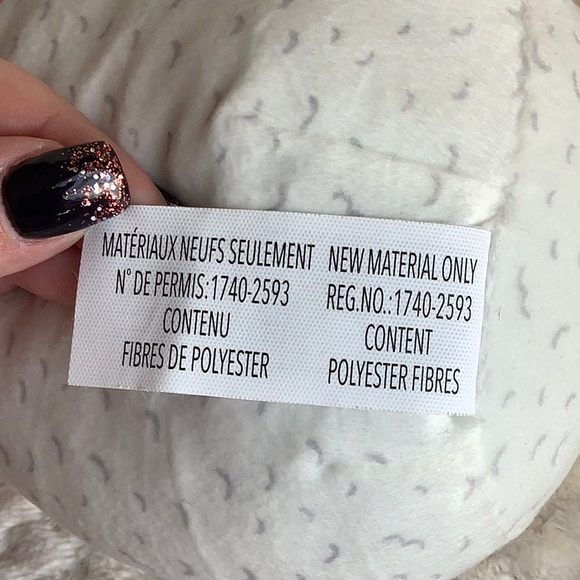 MATÉRIAUX NEUFS SEULEMENT
N° DE PERMIS:1740-2593
CONTENU
FIBRES DE POLYESTER
NEW MATERIAL ONLY
REG.NO.:1740-2593
CONTENT
POLYESTER FIBRES